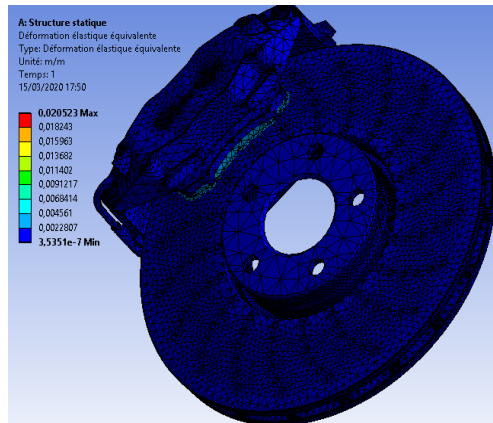 A: Structure statique
Déformation élastique équivalente
Type: Déformation élastique équivalente
Unité: m/m
Temps: 1
15/03/2020 17:50
0,020523 Max
0,018243
0,015963
0,013682
0,011402
0,0091217
0,0068414
0,004561
0,0022807
3,5351e-7 Min